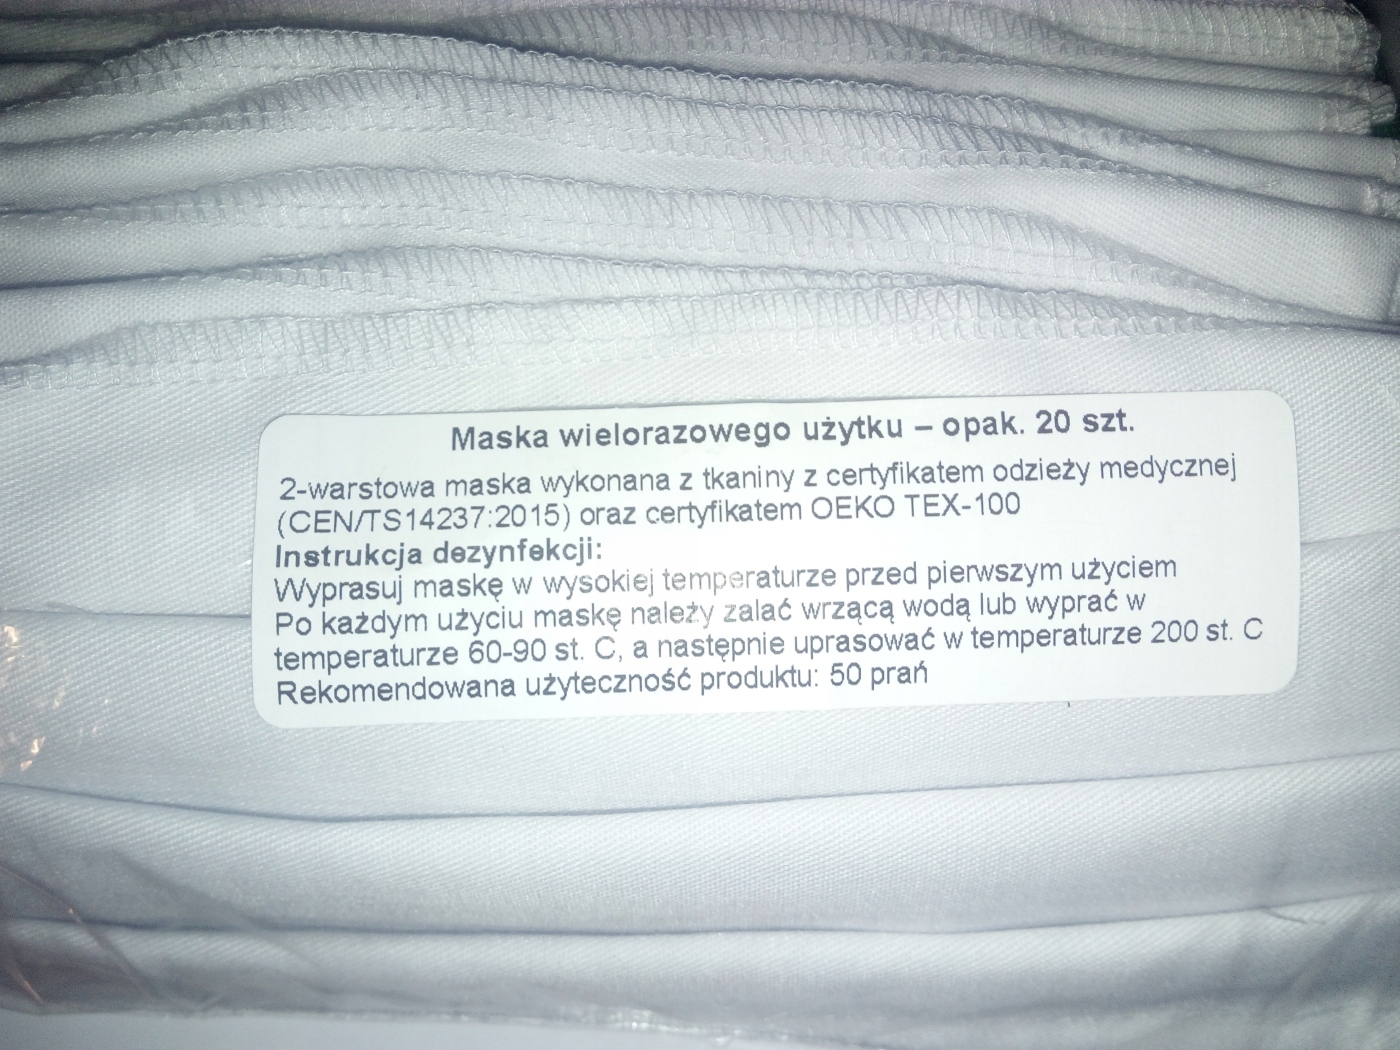 Maska wielorazowego użytku – opak. 20 szt.
2-warstowa maska wykonana z tkaniny z certyfikatem odzieży medycznej
(CEN/TS14237:2015) oraz certyfikatem OEKO TEX-100
Instrukcja dezynfekcji:
Wyprasuj maskę w wysokiej temperaturze przed pierwszym użyciem
Po każdym użyciu maskę należy zalać wrzącą wodą lub wyprać w
temperaturze 60-90 st. C, a następnie uprasować w temperaturze 200 st. C
Rekomendowana użyteczność produktu: 50 prań